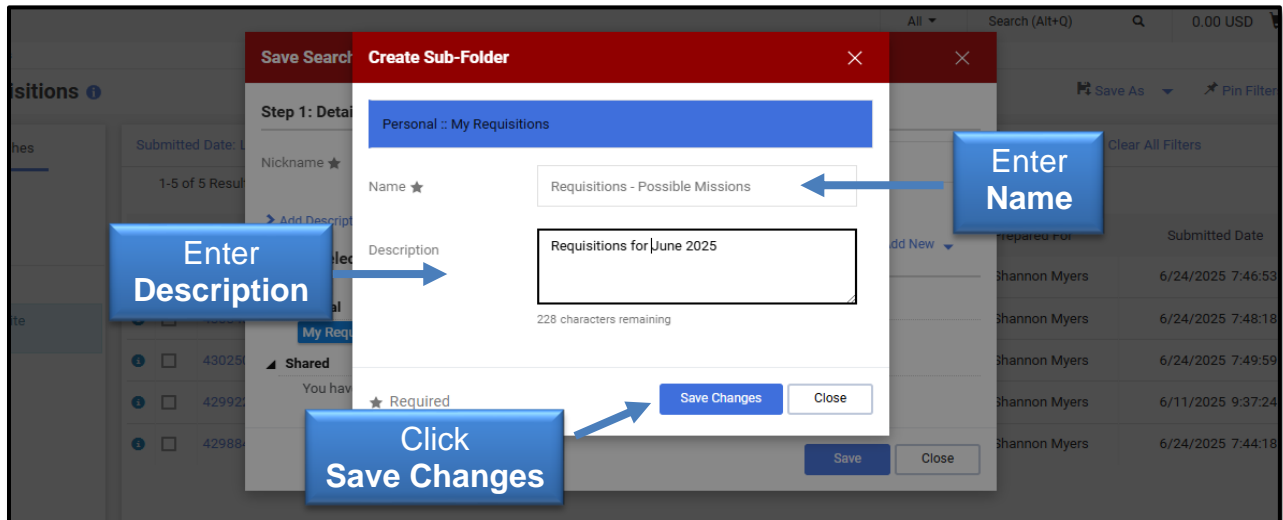 All
Search (Alt+Q)
0.00 USD
Save Search
Create Sub-Folder
isitions
Save As
Pin Filter
Step 1: Detai
Personal :: My Requisitions
hes
Submitted Date: L
Clear All Filters
Nickname ★
Enter
Name
1-5 of 5 Result
Name ★
Requisitions - Possible Missions
Add Descript
Description
Requisitions for June 2025
Add New
Prepared For
Submitted Date
Enter
Description
Shannon Myers
6/24/2025 7:46:53
228 characters remaining
My Requ
Shannon Myers
6/24/2025 7:48:18
430250
Shared
Shannon Myers
6/24/2025 7:49:59
You hav
★ Required
Save Changes
Close
42992
Shannon Myers
6/11/2025 9:37:24
Click
Save Changes
42988
Save
Close
Shannon Myers
6/24/2025 7:44:18